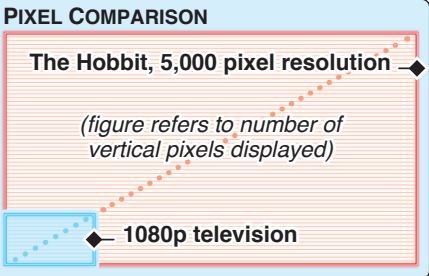 PIXEL COMPARISON
The Hobbit, 5,000 pixel resolution
(figure refers to number of
vertical pixels displayed)
1080p television